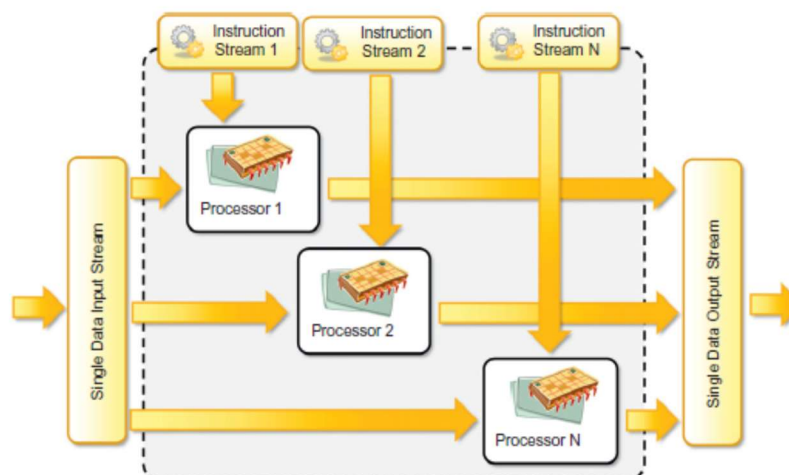 Instruction
Stream 1
Instruction
Stream 2
Instruction
Stream N
Single Data Input Stream
Processor 1
Processor 2
Processor N
Single Data Output Stream